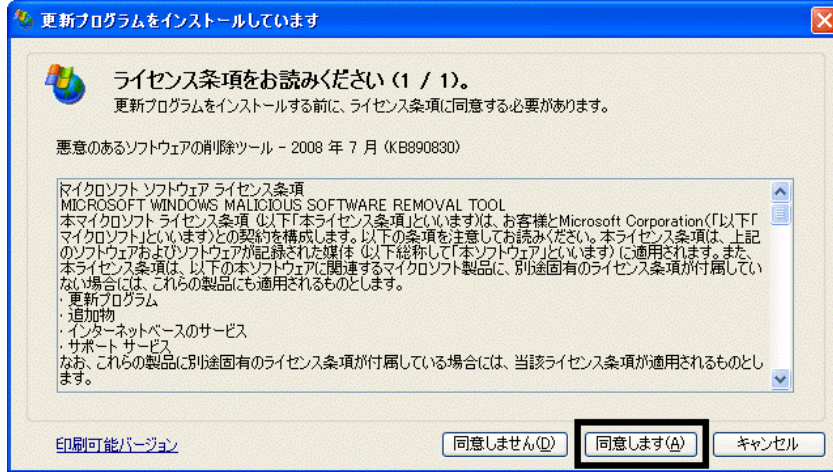 更新プログラムをインストールしています
ライセンス条項をお読みください (1 / 1)。
更新プログラムをインストールする前に、ライセンス条項に同意する必要があります。
悪意のあるソフトウェアの削除ツール - 2008 年 7 月 (KB890830)
マイクロソフト ソフトウェア ライセンス条項
MICROSOFT WINDOWS MALICIOUS SOFTWARE REMOVAL TOOL
本マイクロソフト ライセンス条項 (以下「本ライセンス条項」といいます)は、お客様とMicrosoft Corporation(「以下「
マイクロソフト」といいます)との契約を構成します。以下の条項を注意してお読みください。本ライセンス条項は、上記
のソフトウェアおよびソフトウェアが記録された媒体 (以下総称して「本ソフトウェア」といいます) に適用されます。また、
本ライセンス条項は、以下の本ソフトウェアに関連するマイクロソフト製品に、別途固有のライセンス条項が付属してい
ない場合には、これらの製品にも適用されるものとします。
・更新プログラム
・追加物
・インターネットベースのサービス
・サポート サービス
なお、これらの製品に別途固有のライセンス条項が付属している場合には、当該ライセンス条項が適用されるものとし
ます。
印刷可能バージョン
同意しません(D)
同意します(A)
キャンセル